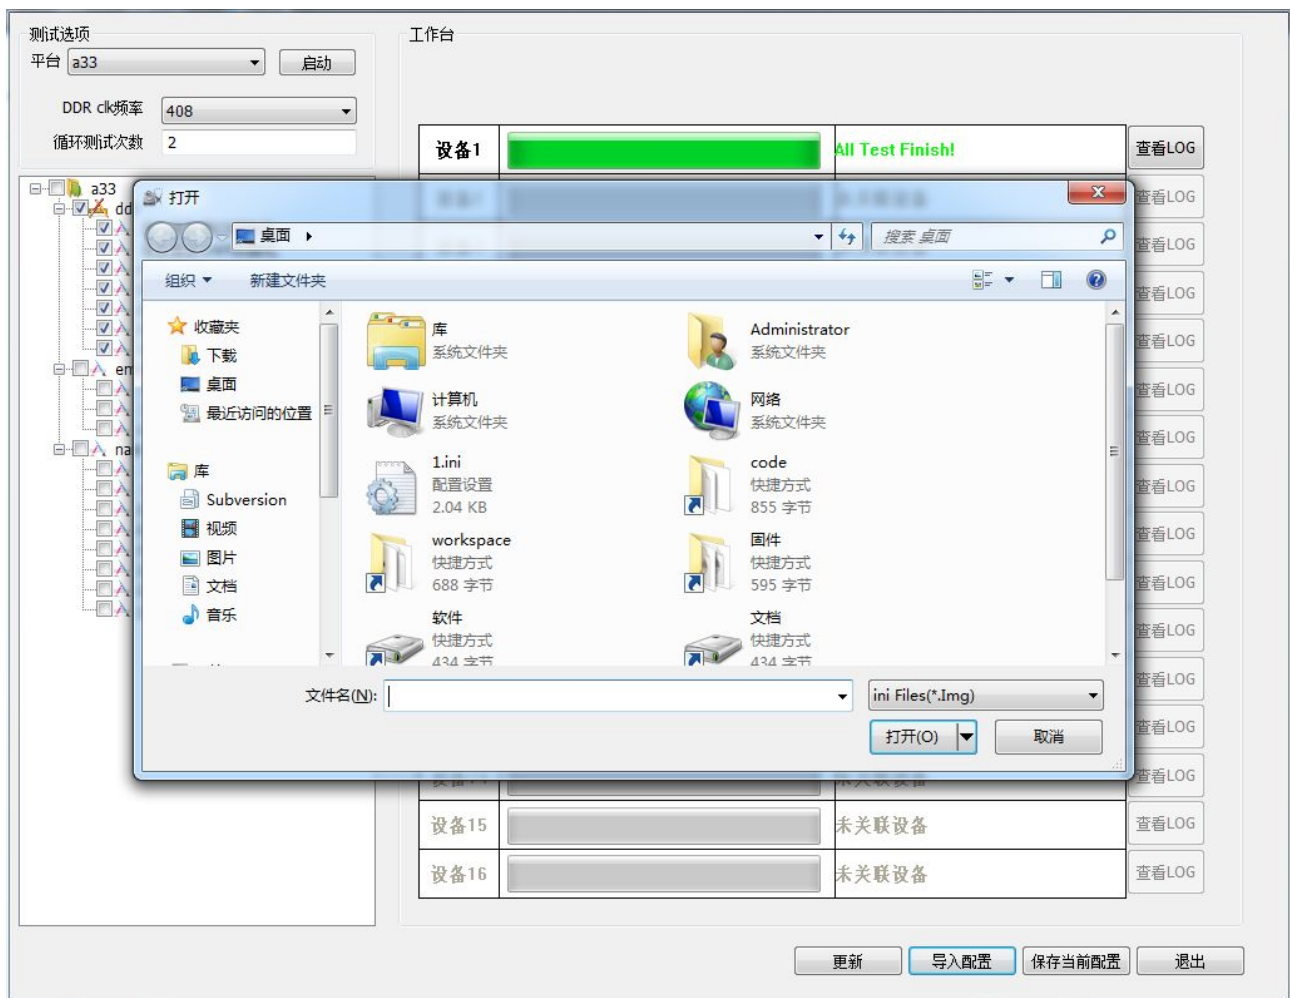 测试选项
平台 a33 启动
DDR clk频率 408
循环测试次数 2
工作台
设备1 All Test Finish! 查看LOG
a33
dd
em
na
打开
桌面
搜索 桌面
组织 新建文件夹
收藏夹
下载
桌面
最近访问的位置
库
Subversion
视频
图片
文档
音乐
库
系统文件夹
Administrator
系统文件夹
计算机
系统文件夹
网络
系统文件夹
1.ini
配置设置
2.04 KB
code
快捷方式
855 字节
workspace
快捷方式
688 字节
固件
快捷方式
595 字节
软件
快捷方式
434 字节
文档
快捷方式
434 字节
文件名(N):
ini Files(*.Img)
打开(O) 取消
查看LOG
查看LOG
查看LOG
查看LOG
查看LOG
查看LOG
查看LOG
查看LOG
查看LOG
查看LOG
查看LOG
查看LOG
查看LOG
设备15 未关联设备 查看LOG
设备16 未关联设备 查看LOG
更新 导入配置 保存当前配置 退出